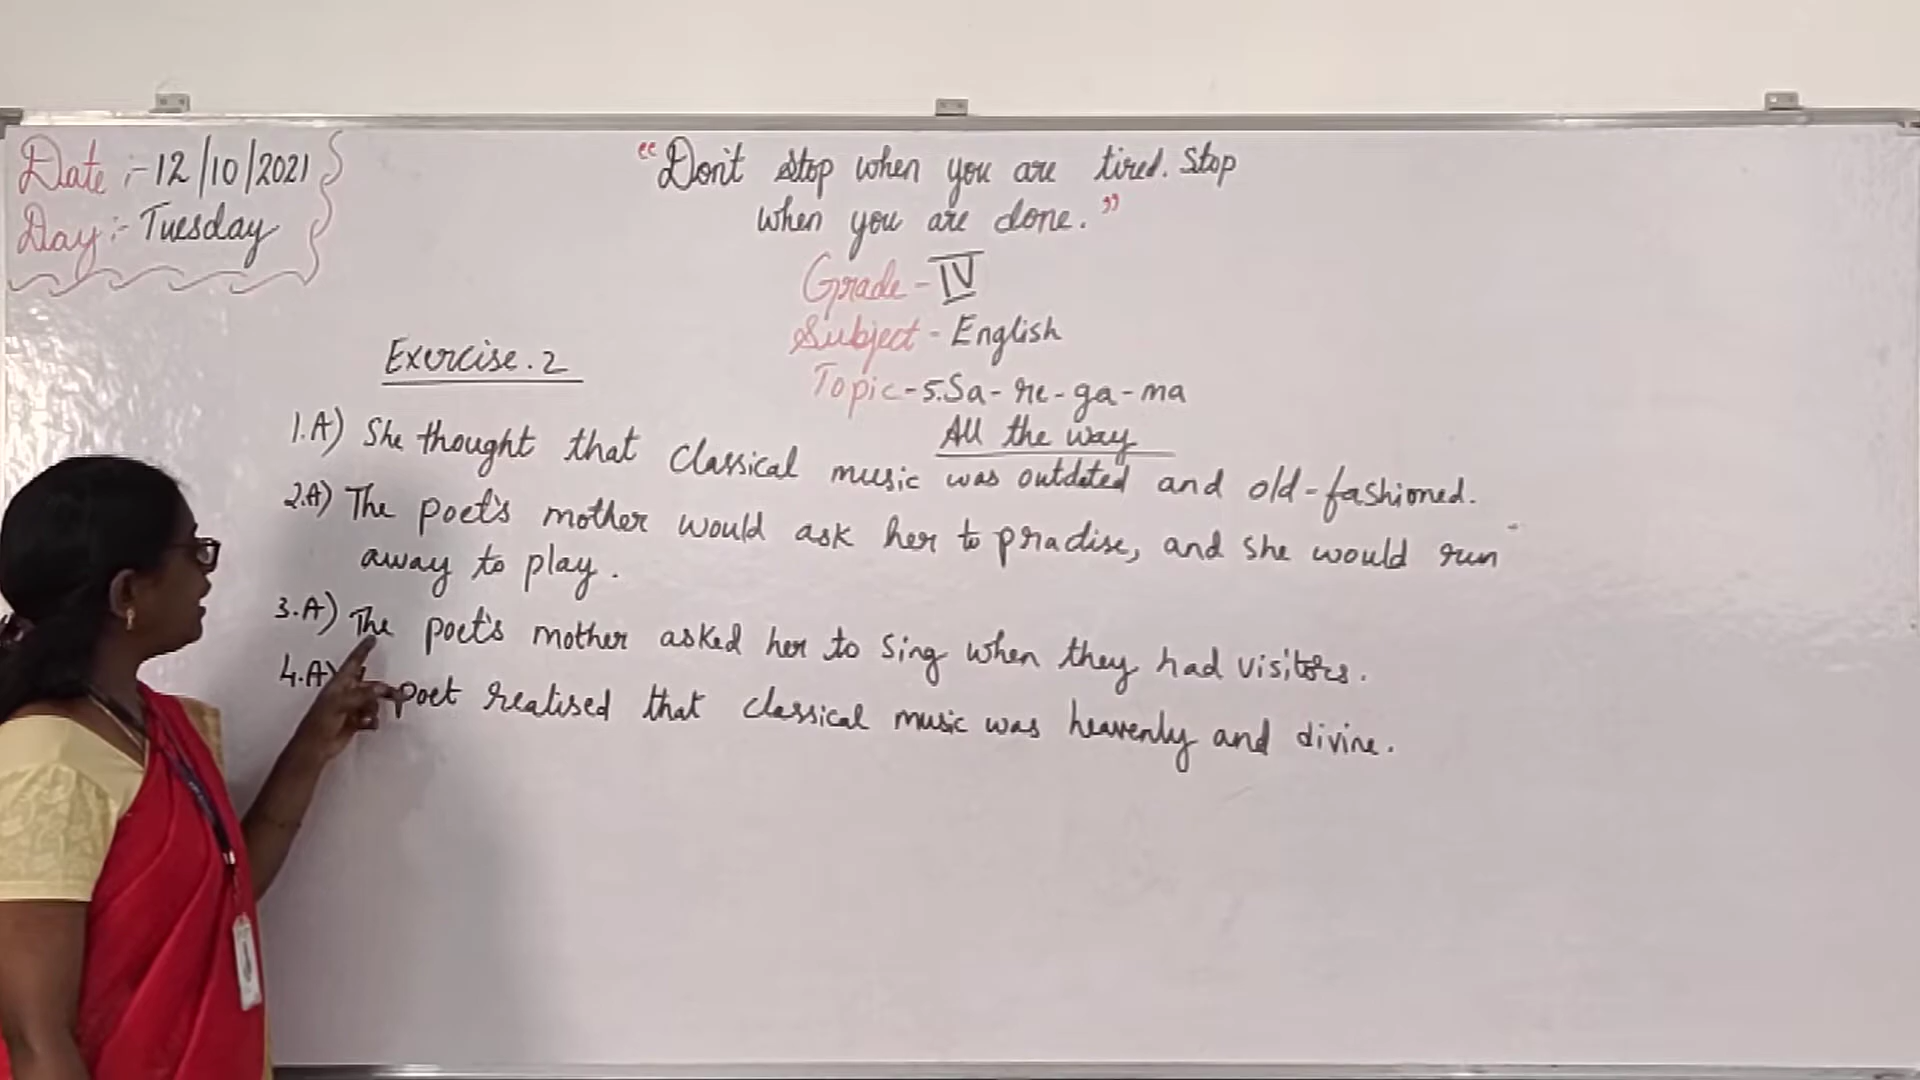 Date :- 12/10/2021
Day :- Tuesday
"Don't stop when you are tired. Stop
when you are done."
Grade - IV
Subject - English
Topic - 5. Sa - re - ga - ma
All the way
Exercise. 2
1.A) She thought that classical music was outdated and old-fashioned.
2.A) The poet's mother would ask her to practise, and she would run
away to play.
3.A) The poet's mother asked her to sing when they had visitors.
4.A) poet realised that classical music was heavenly and divine.